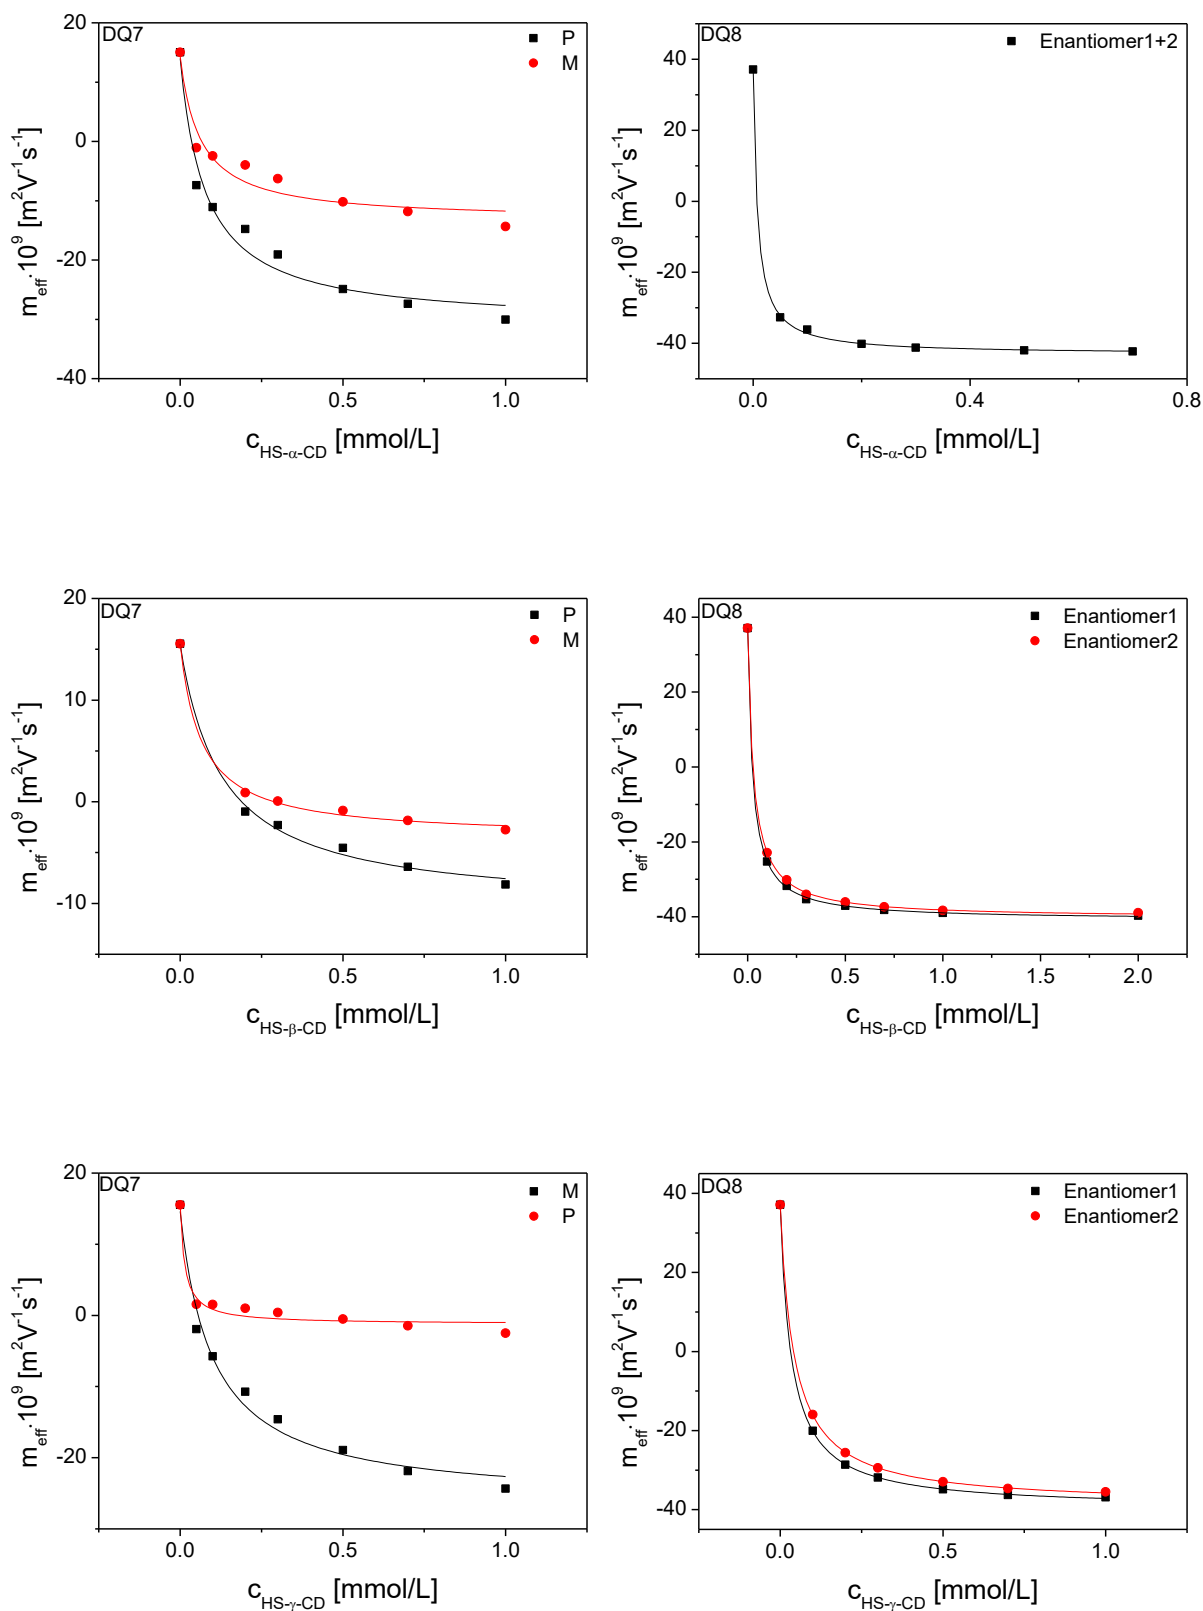 DQ7
P
M
20
0
-20
-40
m_eff·10^9 [m^2V^-1s^-1]
0.0 0.5 1.0
c_HS-α-CD [mmol/L]
DQ8
Enantiomer1+2
40
20
0
-20
-40
m_eff·10^9 [m^2V^-1s^-1]
0.0 0.4 0.8
c_HS-α-CD [mmol/L]
DQ7
P
M
20
10
0
-10
m_eff·10^9 [m^2V^-1s^-1]
0.0 0.5 1.0
c_HS-β-CD [mmol/L]
DQ8
Enantiomer1
Enantiomer2
40
20
0
-20
-40
m_eff·10^9 [m^2V^-1s^-1]
0.0 0.5 1.0 1.5 2.0
c_HS-β-CD [mmol/L]
DQ7
M
P
20
0
-20
m_eff·10^9 [m^2V^-1s^-1]
0.0 0.5 1.0
c_HS-γ-CD [mmol/L]
DQ8
Enantiomer1
Enantiomer2
40
20
0
-20
-40
m_eff·10^9 [m^2V^-1s^-1]
0.0 0.5 1.0
c_HS-γ-CD [mmol/L]